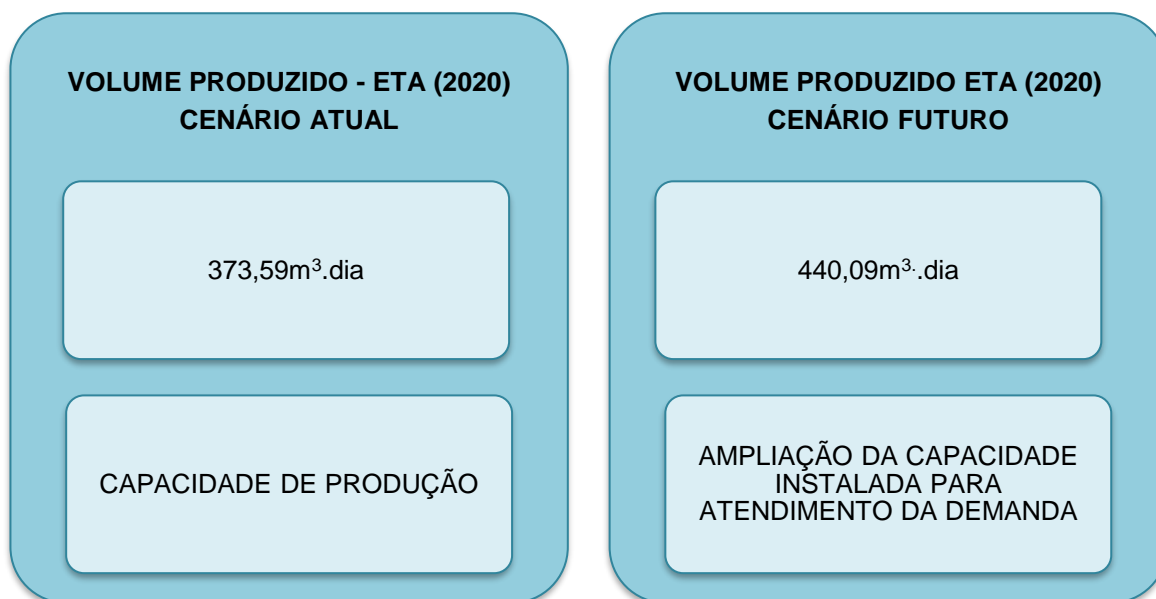 VOLUME PRODUZIDO - ETA (2020)
CENÁRIO ATUAL
373,59m³.dia
CAPACIDADE DE PRODUÇÃO
VOLUME PRODUZIDO ETA (2020)
CENÁRIO FUTURO
440,09m³˙.dia
AMPLIAÇÃO DA CAPACIDADE
INSTALADA PARA
ATENDIMENTO DA DEMANDA